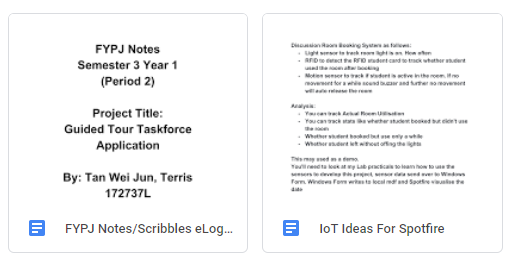 FYPJ Notes
Semester 3 Year 1
(Period 2)
Project Title:
Guided Tour Taskforce
Application
By: Tan Wei Jun, Terris
172737L
FYPJ Notes/Scribbles eLog...
Discussion Room Booking System as follows:
• Light sensor to track room light is on. How often
• RFID to detect the RFID student card to track whether student
used the room after booking
• Motion sensor to track if student is active in the room. If no
movement for a while sound buzzer and further no movement
will auto release the room
Analysis:
• You can track Actual Room Utilisation
• You can track stats like whether student booked but didn't use
the room
• Whether student booked but use only a while
• Whether student left without offing the lights
This may used as a demo.
You'll need to look at my Lab practicals to learn how to use the
sensors to develop this project, sensor data send over to Windows
Form. Windows Form writes to local mdf and Spotfire visualise the
date
IoT Ideas For Spotfire